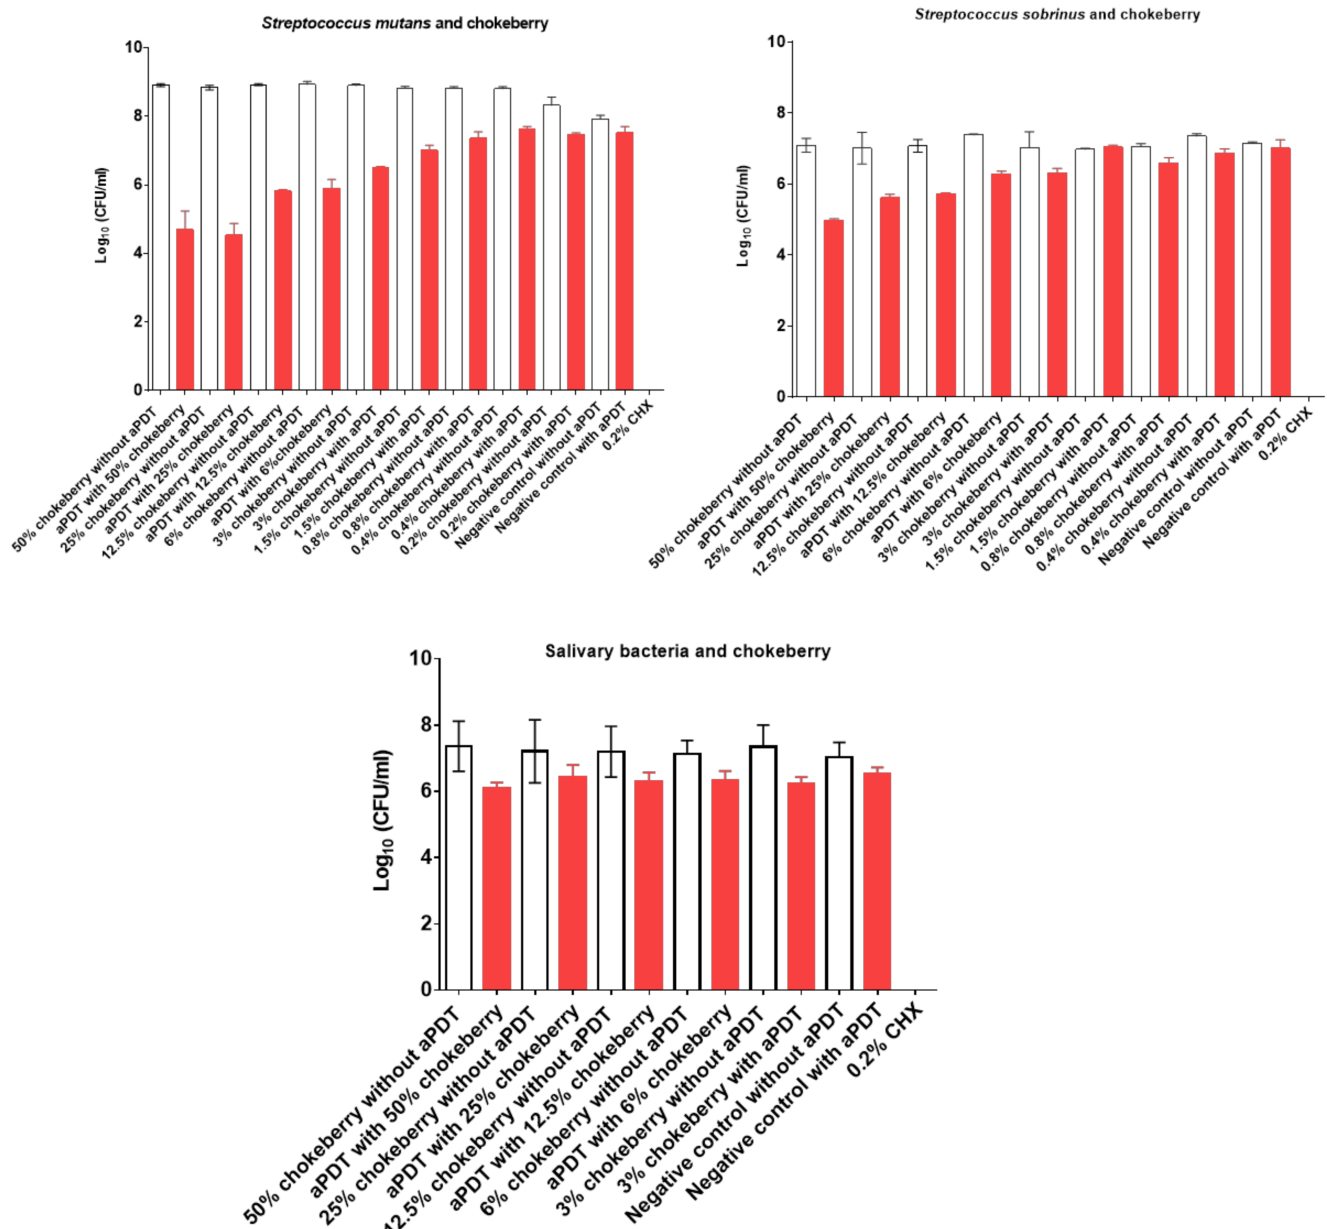 Streptococcus mutans and chokeberry
10
8
6
4
2
0
Log10 (CFU/ml)
50% chokeberry without aPDT
aPDT with 50% chokeberry
25% chokeberry without aPDT
aPDT with 25% chokeberry
12.5% chokeberry without aPDT
aPDT with 12.5% chokeberry
6% chokeberry without aPDT
aPDT with 6%chokeberry
3% chokeberry without aPDT
3% chokeberry with aPDT
1.5% chokeberry without aPDT
1.5% chokeberry with aPDT
0.8% chokeberry without aPDT
0.8% chokeberry with aPDT
0.4% chokeberry without aPDT
0.4% chokeberry with aPDT
0.2% chokeberry without aPDT
0.2% chokeberry with aPDT
Negative control without aPDT
Negative control with aPDT
0.2% CHX
Streptococcus sobrinus and chokeberry
10
8
6
4
2
0
Log10 (CFU/ml)
50% chokeberry without aPDT
aPDT with 50% chokeberry
25% chokeberry without aPDT
aPDT with 25% chokeberry
12.5% chokeberry without aPDT
aPDT with 12.5% chokeberry
6% chokeberry without aPDT
aPDT with 6% chokeberry
3% chokeberry without aPDT
3% chokeberry with aPDT
1.5% chokeberry without aPDT
1.5% chokeberry with aPDT
0.8% chokeberry without aPDT
0.8% chokeberry with aPDT
0.4% chokeberry without aPDT
0.4% chokeberry with aPDT
Negative control without aPDT
Negative control with aPDT
0.2% CHX
Salivary bacteria and chokeberry
10
8
6
4
2
0
Log10 (CFU/ml)
50% chokeberry without aPDT
aPDT with 50% chokeberry
25% chokeberry without aPDT
aPDT with 25% chokeberry
12.5% chokeberry without aPDT
aPDT with 12.5% chokeberry
6% chokeberry without aPDT
aPDT with 6% chokeberry
3% chokeberry without aPDT
3% chokeberry with aPDT
Negative control without aPDT
Negative control with aPDT
0.2% CHX